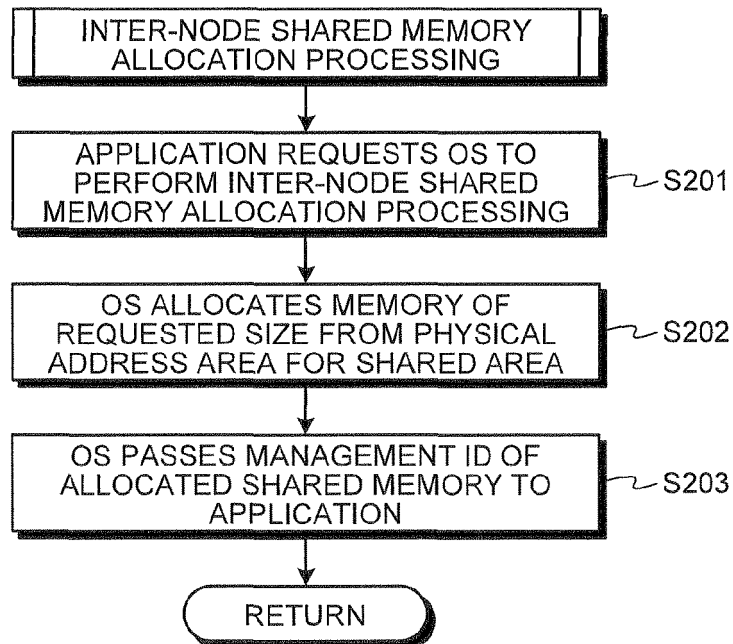 INTER-NODE SHARED MEMORY
ALLOCATION PROCESSING
APPLICATION REQUESTS OS TO
PERFORM INTER-NODE SHARED
MEMORY ALLOCATION PROCESSING
S201
OS ALLOCATES MEMORY OF
REQUESTED SIZE FROM PHYSICAL
ADDRESS AREA FOR SHARED AREA
S202
OS PASSES MANAGEMENT ID OF
ALLOCATED SHARED MEMORY TO
APPLICATION
S203
RETURN